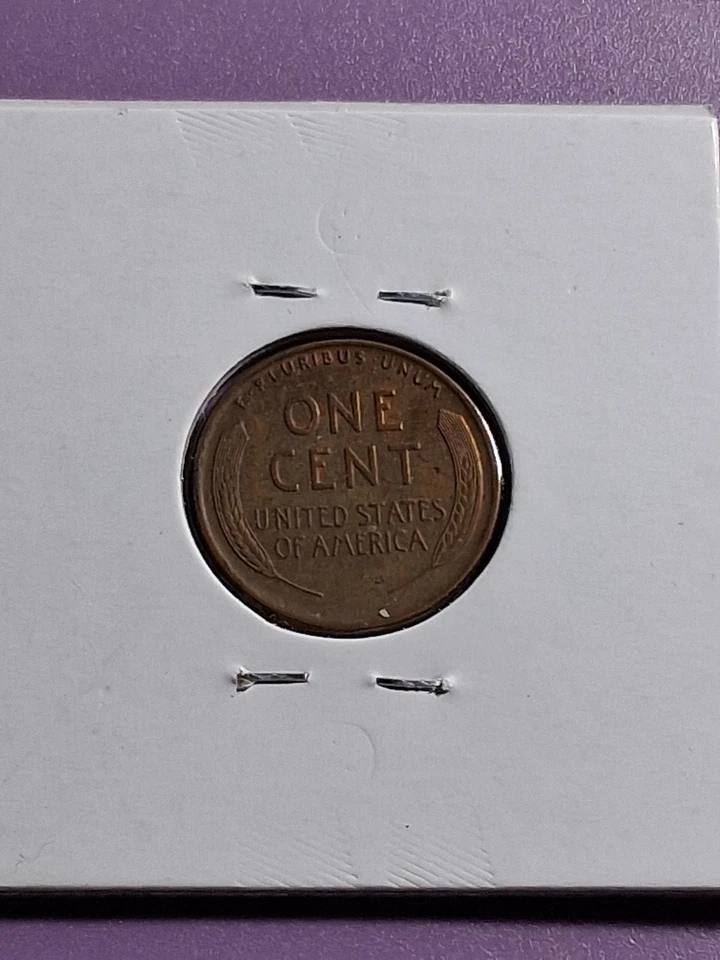 E·PLURIBUS·UNUM
ONE
CENT
UNITED STATES
OF AMERICA